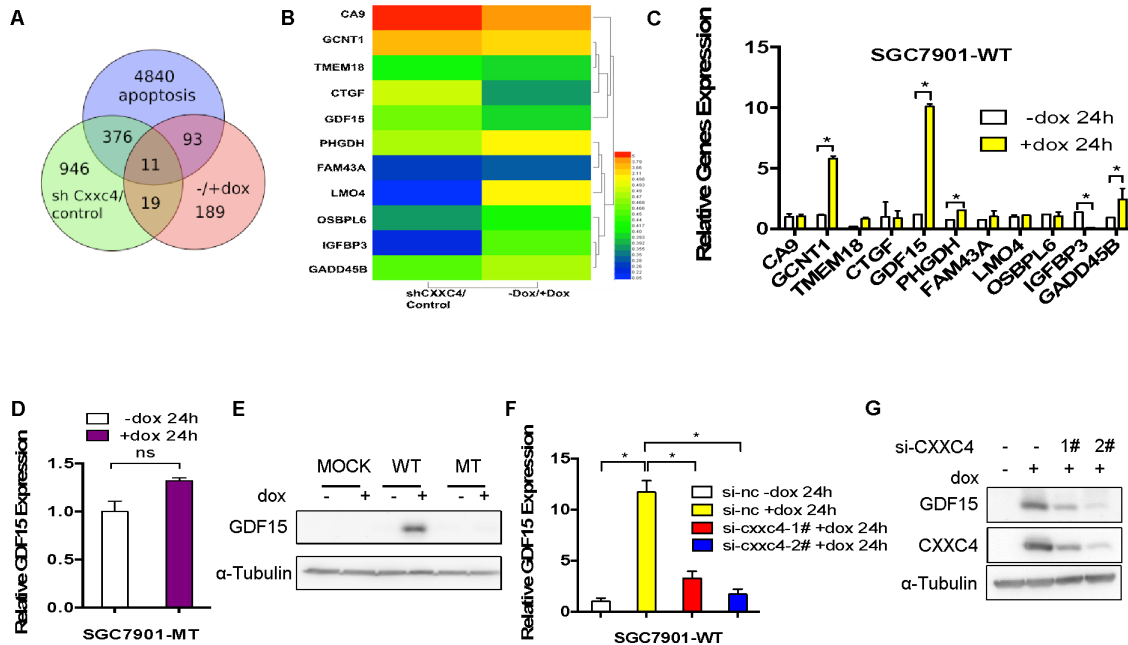 A
4840
apoptosis
376
93
946
11
sh Cxxc4/
control
19
-/+dox
189
B
CA9
GCNT1
TMEM18
CTGF
GDF15
PHGDH
FAM43A
LMO4
OSBPL6
IGFBP3
GADD45B
shCXXC4/
Control
-Dox/+Dox
C
SGC7901-WT
Relative Genes Expression
15
10
5
0
-dox 24h
+dox 24h
* * * * *
CA9
GCNT1
TMEM18
CTGF
GDF15
PHGDH
FAM43A
LMO4
OSBPL6
IGFBP3
GADD45B
D
-dox 24h
+dox 24h
Relative GDF15 Expression
1.5
1.0
0.5
0.0
ns
SGC7901-MT
E
MOCK WT MT
dox - + - + - +
GDF15
α-Tubulin
F
Relative GDF15 Expression
15
10
5
0
*
* *
si-nc -dox 24h
si-nc +dox 24h
si-cxxc4-1# +dox 24h
si-cxxc4-2# +dox 24h
SGC7901-WT
G
si-CXXC4 - - 1# 2#
dox - + + +
GDF15
CXXC4
α-Tubulin